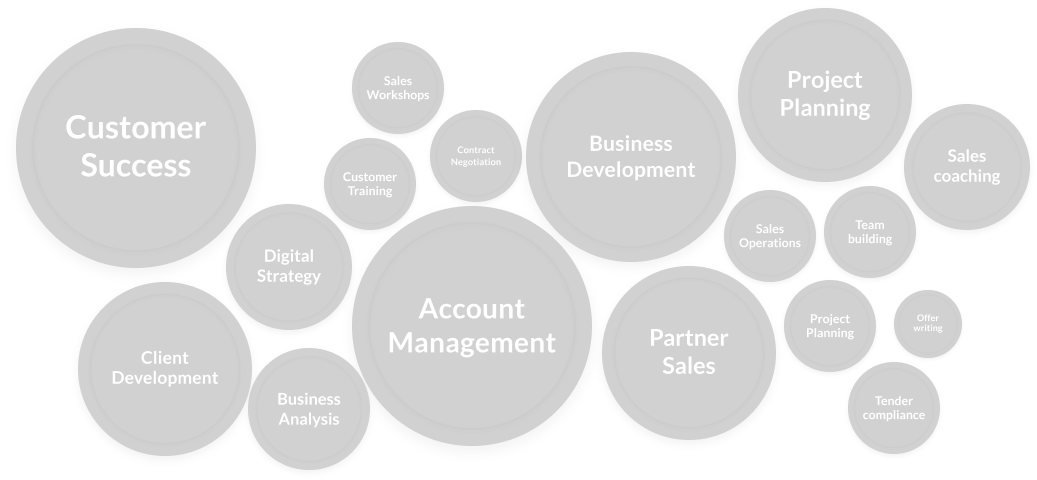 Customer
Success
Sales
Workshops
Contract
Negotiation
Customer
Training
Business
Development
Project
Planning
Sales
coaching
Digital
Strategy
Sales
Operations
Team
building
Account
Management
Partner
Sales
Project
Planning
Offer
writing
Client
Development
Business
Analysis
Tender
compliance